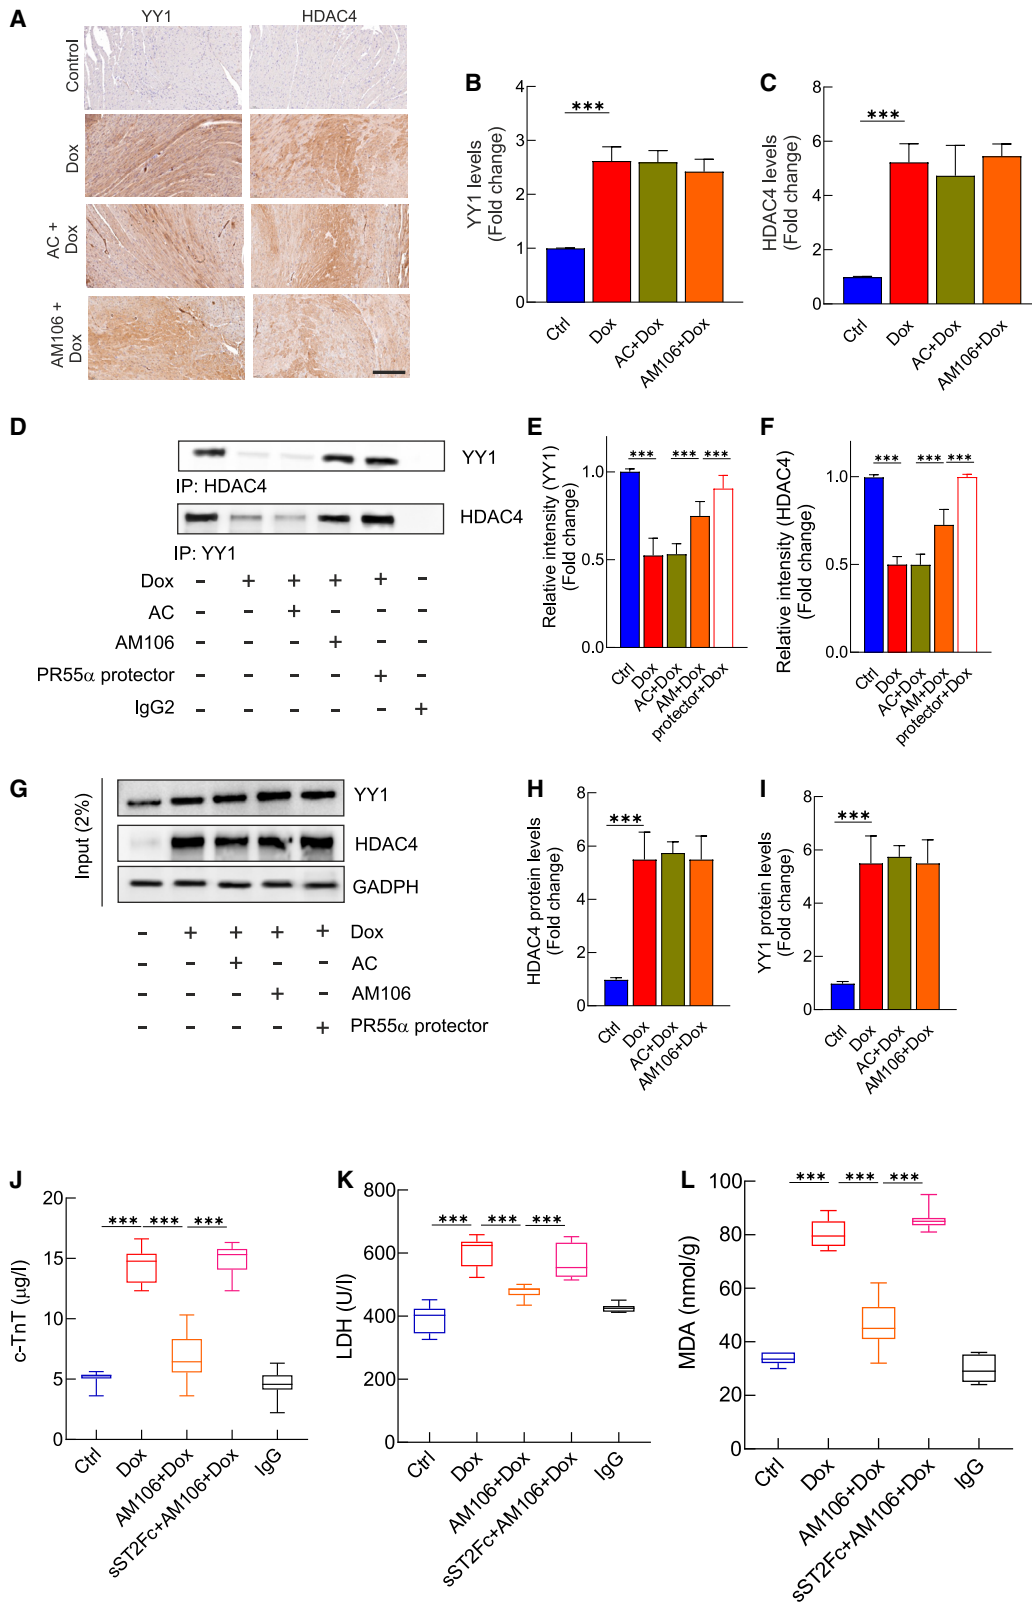 A
YY1
HDAC4
Control
Dox
AC +
Dox
AM106 +
Dox
B
YY1 levels
(Fold change)
4
3
2
1
0
***
Ctrl
Dox
AC+Dox
AM106+Dox
C
HDAC4 levels
(Fold change)
8
6
4
2
0
***
Ctrl
Dox
AC+Dox
AM106+Dox
D
YY1
IP: HDAC4
HDAC4
IP: YY1
Dox - + + + + -
AC - - + - - -
AM106 - - - + - -
PR55α protector - - - - + -
IgG2 - - - - - +
E
Relative intensity (YY1)
(Fold change)
1.0
0.5
0.0
*** *** ***
Ctrl
Dox
AC+Dox
AM+Dox
protector+Dox
F
Relative intensity (HDAC4)
(Fold change)
1.0
0.5
0.0
*** *** ***
Ctrl
Dox
AC+Dox
AM+Dox
protector+Dox
G
Input (2%)
YY1
HDAC4
GADPH
- + + + + Dox
- - + - - AC
- - - + - AM106
- - - - + PR55α protector
H
HDAC4 protein levels
(Fold change)
8
6
4
2
0
***
Ctrl
Dox
AC+Dox
AM106+Dox
I
YY1 protein levels
(Fold change)
8
6
4
2
0
***
Ctrl
Dox
AC+Dox
AM106+Dox
J
c-TnT (µg/l)
20
15
10
5
0
*** *** ***
Ctrl
Dox
AM106+Dox
sST2Fc+AM106+Dox
IgG
K
LDH (U/l)
800
600
400
200
0
*** *** ***
Ctrl
Dox
AM106+Dox
sST2Fc+AM106+Dox
IgG
L
MDA (nmol/g)
100
80
60
40
20
0
*** *** ***
Ctrl
Dox
AM106+Dox
sST2Fc+AM106+Dox
IgG